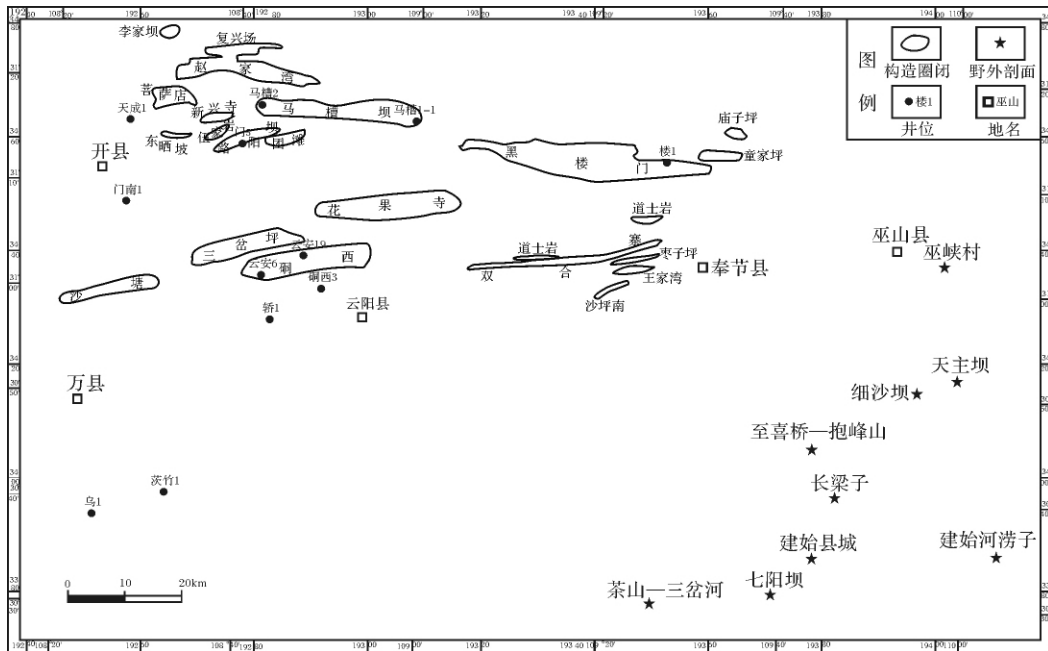 李家坝
复兴场
赵家湾
菩萨店
天成1
新兴寺
马槽2
马槽坝
马槽1-1
东晒坡
门5
阳
团滩
开县
门南1
庙子坪
黑楼门
楼1
童家坪
花果寺
道士岩
三岔坪
云安19
云安6
硐西
硐西3
道士岩
双合寨
枣子坪
王家湾
沙坪南
奉节县
巫山县
巫峡村
沙塘
轿1
云阳县
万县
天主坝
细沙坝
至喜桥—抱峰山
长梁子
茨竹1
乌1
建始县城
建始河涝子
七阳坝
茶山—三岔河
0 10 20km
图例
构造圈闭
野外剖面
楼1
井位
巫山
地名